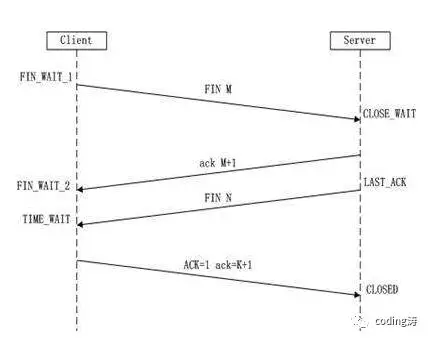 Client
Server
FIN_WAIT_1
FIN M
CLOSE_WAIT
ack M+1
FIN_WAIT_2
LAST_ACK
FIN N
TIME_WAIT
ACK=1 ack=K+1
CLOSED
coding涛